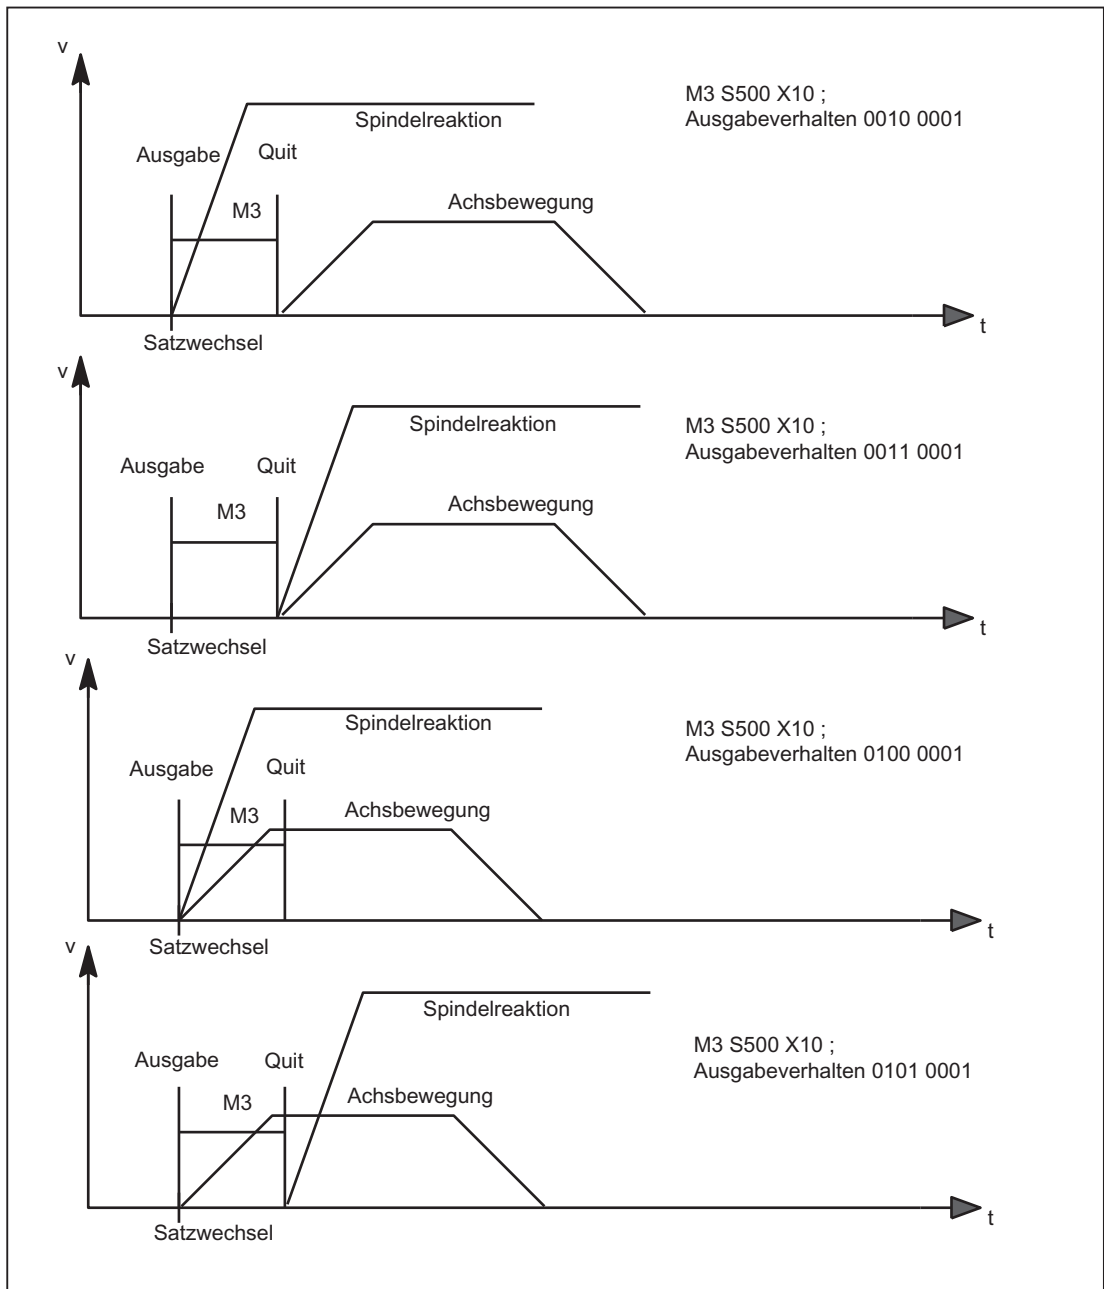 v
M3 S500 X10 ;
Ausgabeverhalten 0010 0001
Spindelreaktion
Ausgabe
Quit
M3
Achsbewegung
t
Satzwechsel
v
M3 S500 X10 ;
Ausgabeverhalten 0011 0001
Spindelreaktion
Ausgabe
Quit
M3
Achsbewegung
t
Satzwechsel
v
M3 S500 X10 ;
Ausgabeverhalten 0100 0001
Spindelreaktion
Ausgabe
Quit
M3
Achsbewegung
t
Satzwechsel
v
Spindelreaktion
M3 S500 X10 ;
Ausgabeverhalten 0101 0001
Ausgabe
Quit
M3
Achsbewegung
t
Satzwechsel